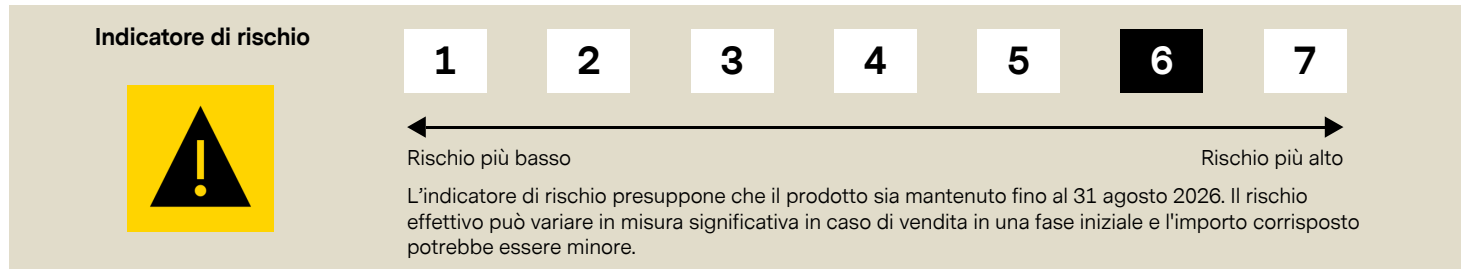 Indicatore di rischio
1 2 3 4 5 6 7
Rischio più basso Rischio più alto
L’indicatore di rischio presuppone che il prodotto sia mantenuto fino al 31 agosto 2026. Il rischio
effettivo può variare in misura significativa in caso di vendita in una fase iniziale e l'importo corrisposto
potrebbe essere minore.